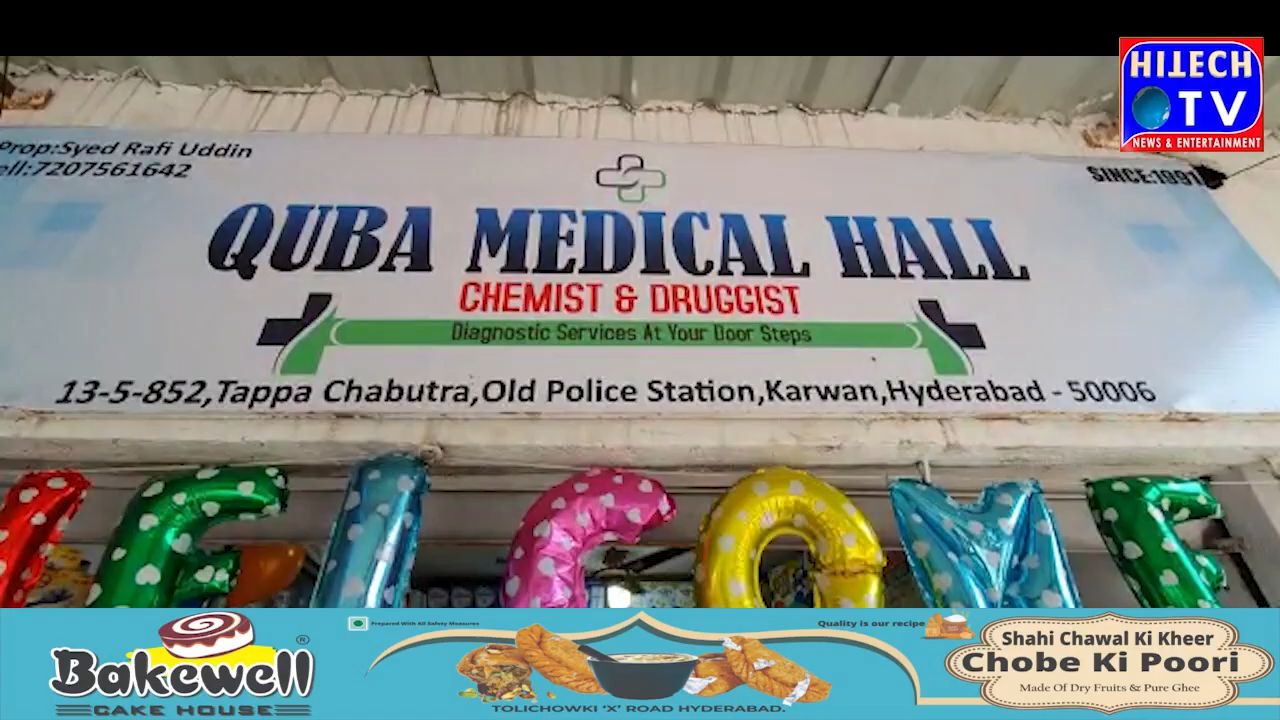 HITECH
TV
NEWS & ENTERTAINMENT
Prop:Syed Rafi Uddin
ell:7207561642
SINCE:1991
QUBA MEDICAL HALL
CHEMIST & DRUGGIST
Diagnostic Services At Your Door Steps
13-5-852,Tappa Chabutra,Old Police Station,Karwan,Hyderabad - 50006
WELCOME
Bakewell®
CAKE HOUSE
Prepared With All Safety Measures
TOLICHOWKI 'X' ROAD HYDERABAD.
Quality is our recipe
Shahi Chawal Ki Kheer
Chobe Ki Poori
Made Of Dry Fruits & Pure Ghee